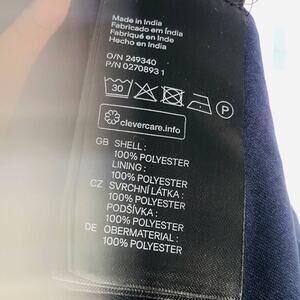 Made in India
Fabricado em Índia
Fabriqué en Inde
Hecho en India
O/N 249340
P/N 0270893 1
30 P
clevercare.info
GB SHELL :
100% POLYESTER
LINING :
100% POLYESTER
CZ SVRCHNÍ LÁTKA :
100% POLYESTER
PODŠÍVKA :
100% POLYESTER
DE OBERMATERIAL :
100% POLYESTER